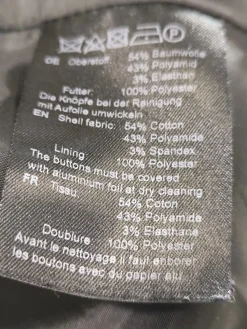 DE Oberstoff: 54% Baumwolle
43% Polyamid
3% Elasthan
Futter: 100% Polyester
Die Knöpfe bei der Reinigung
mit Aufolie umwickeln
EN Shell fabric: 54% Cotton
43% Polyamide
3% Spandex
Lining 100% Polyester
The buttons must be covered
with aluminium foil at dry cleaning
FR Tissu 54% Coton
43% Polyamide
3% Elasthane
Doublure 100% Polyester
Avant le nettoyage il faut enborer
les boutons avec du papier alu